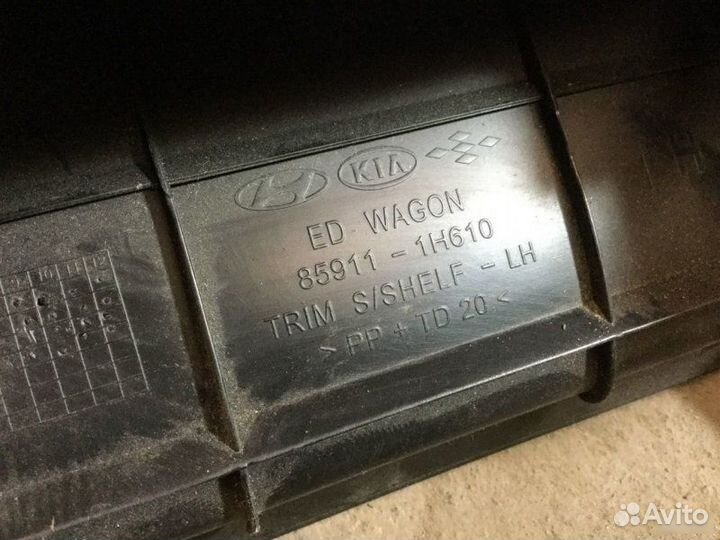 KIA
ED WAGON
85911 - 1H610
TRIM S/SHELF - LH
> PP + TD 20 <
Avito